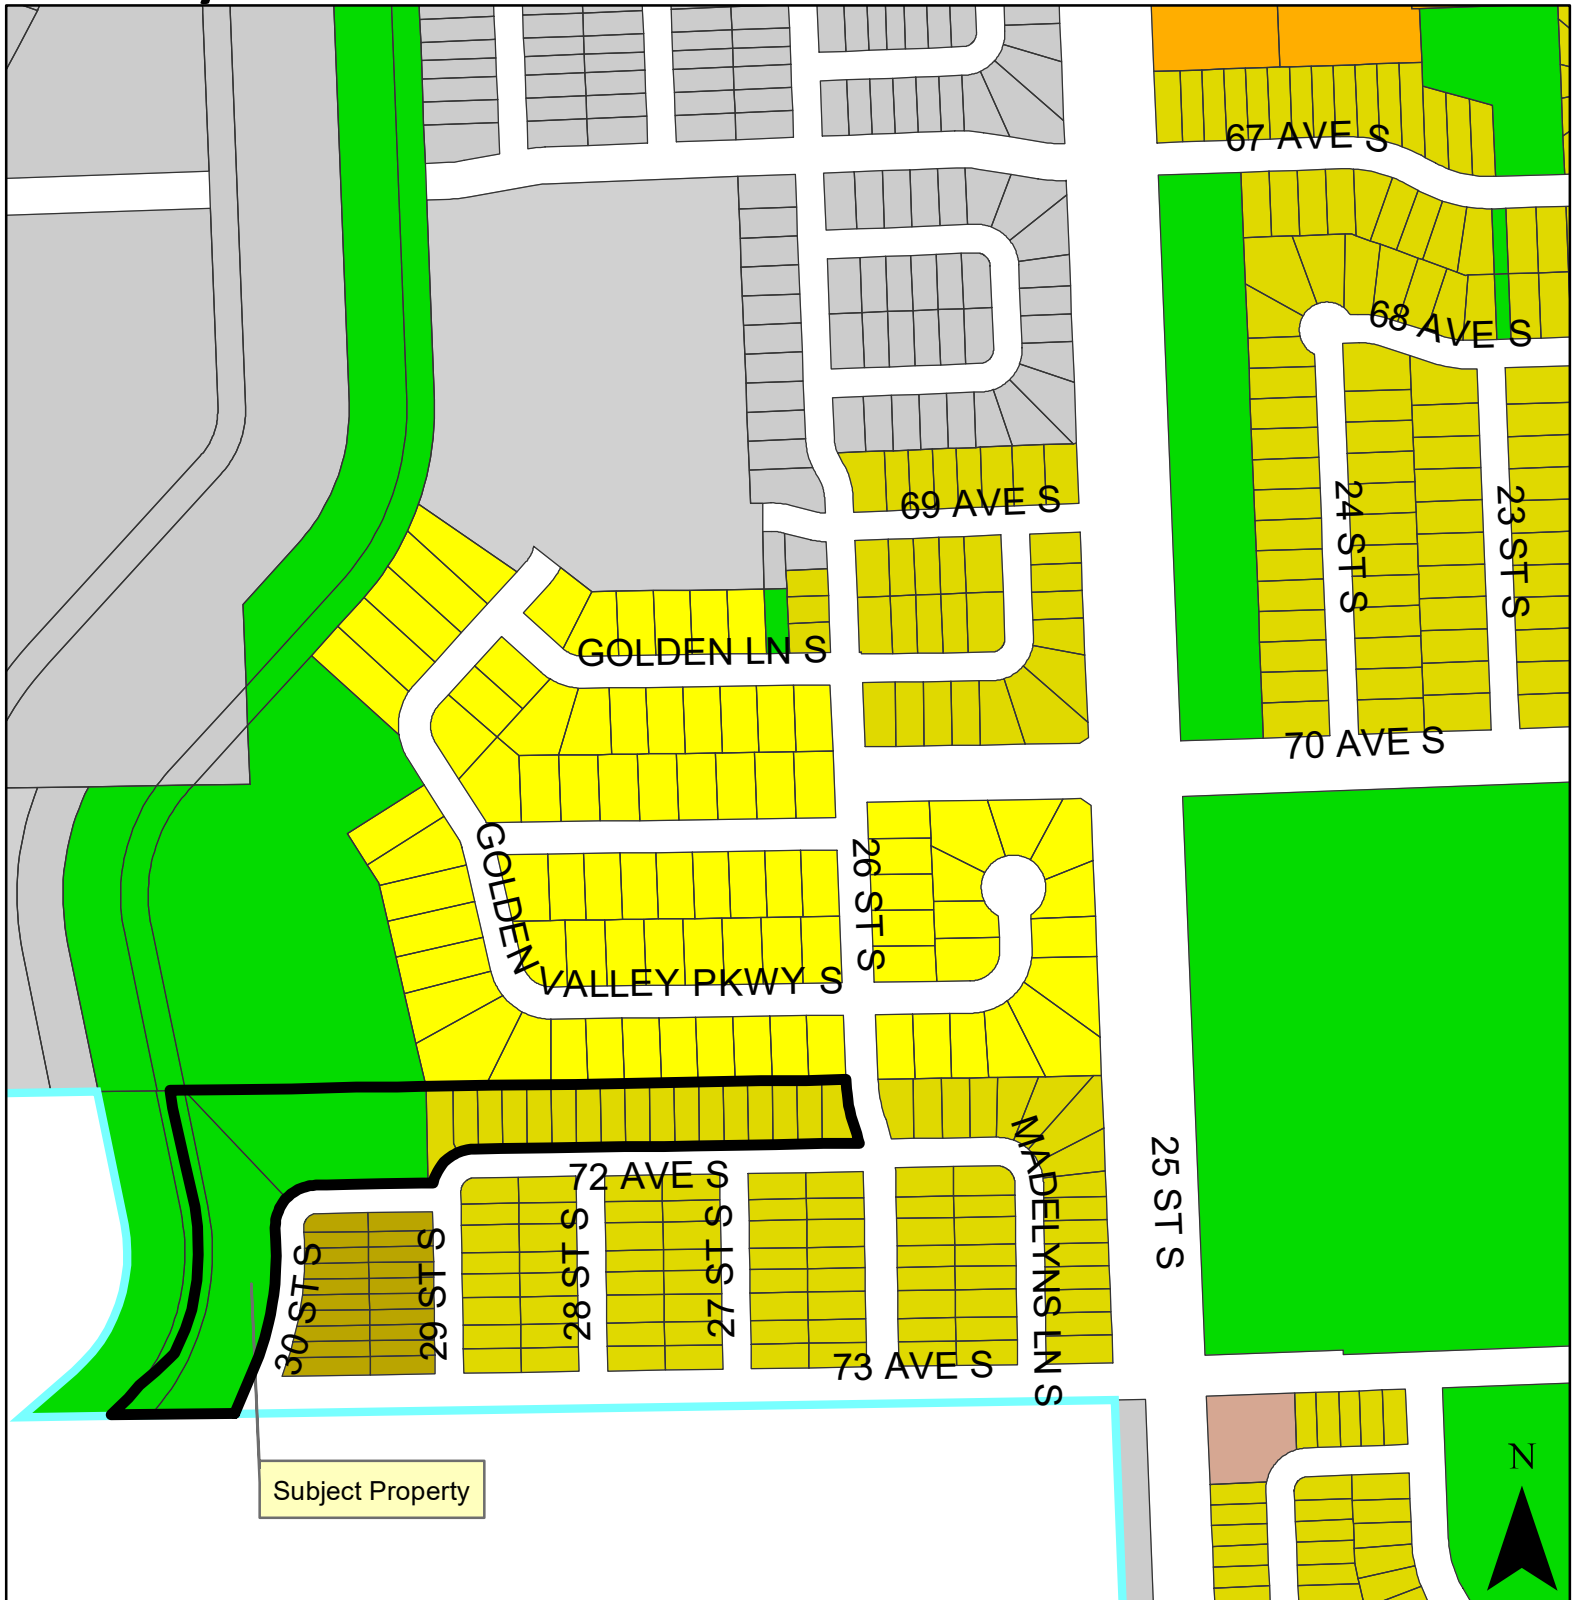 67 AVE S
68 AVE S
69 AVE S
24 ST S
23 ST S
GOLDEN LN S
70 AVE S
GOLDEN
VALLEY PKWY S
26 ST S
MADELYNS LN S
25 ST S
72 AVE S
30 ST S
29 ST S
28 ST S
27 ST S
73 AVE S
Subject Property
N